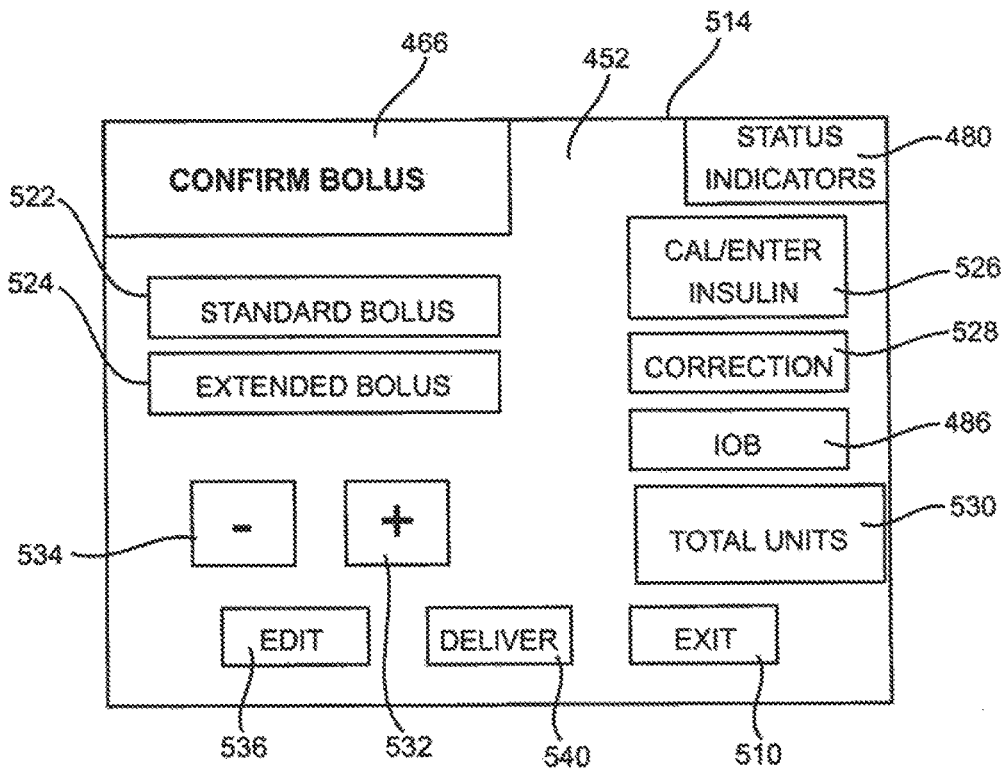 514
466
452
STATUS
INDICATORS
480
CONFIRM BOLUS
522
CAL/ENTER
INSULIN
526
524
STANDARD BOLUS
528
EXTENDED BOLUS
CORRECTION
486
IOB
530
-
+
TOTAL UNITS
534
EDIT
DELIVER
EXIT
536
532
540
510